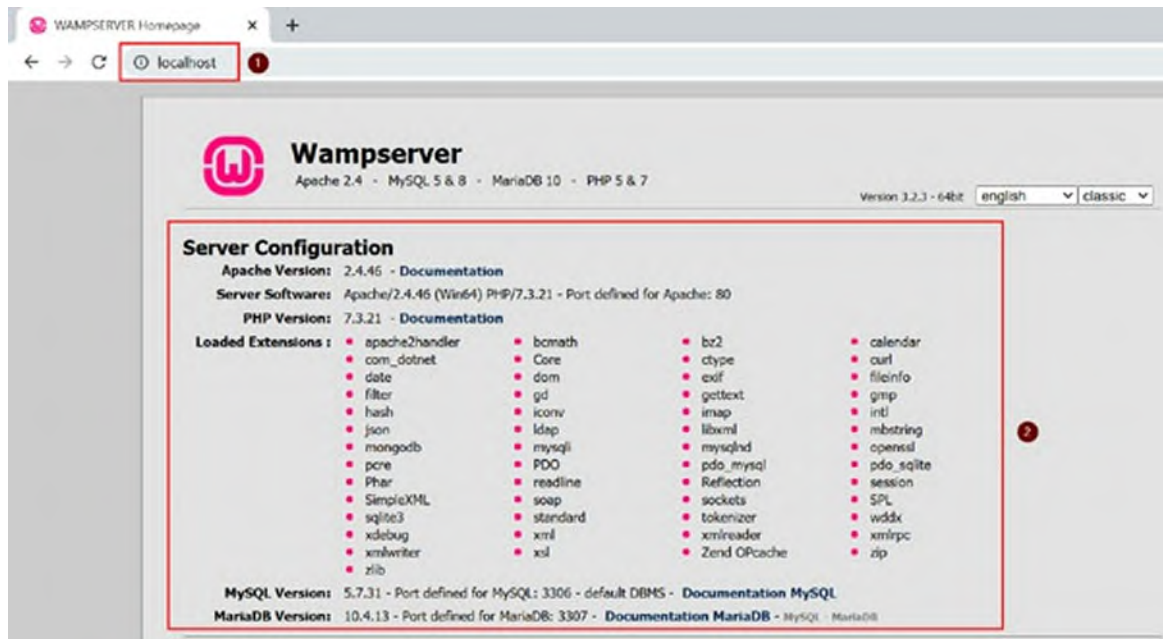 WAMPSERVER Homepage
localhost
1
Wampserver
Apache 2.4 - MySQL 5 & 8 - MariaDB 10 - PHP 5 & 7
Version 3.2.3 - 64bit english classic
Server Configuration
Apache Version: 2.4.46 - Documentation
Server Software: Apache/2.4.46 (Win64) PHP/7.3.21 - Port defined for Apache: 80
PHP Version: 7.3.21 - Documentation
Loaded Extensions : apache2handler bcmath bz2 calendar
com_dotnet Core ctype curl
date dom exif fileinfo
filter gd gettext gmp
hash iconv imap intl
json ldap libxml mbstring
mongodb mysqli mysqlnd openssl
pcre PDO pdo_mysql pdo_sqlite
Phar readline Reflection session
SimpleXML soap sockets SPL
sqlite3 standard tokenizer wddx
xdebug xml xmlreader xmlrpc
xmlwriter xsl Zend OPcache zip
zlib
2
MySQL Version: 5.7.31 - Port defined for MySQL: 3306 - default DBMS - Documentation MySQL
MariaDB Version: 10.4.13 - Port defined for MariaDB: 3307 - Documentation MariaDB - MySQL - MariaDB